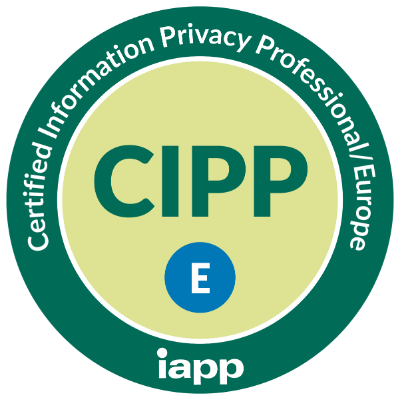 Certified Information Privacy Professional/Europe
CIPP
E
iapp